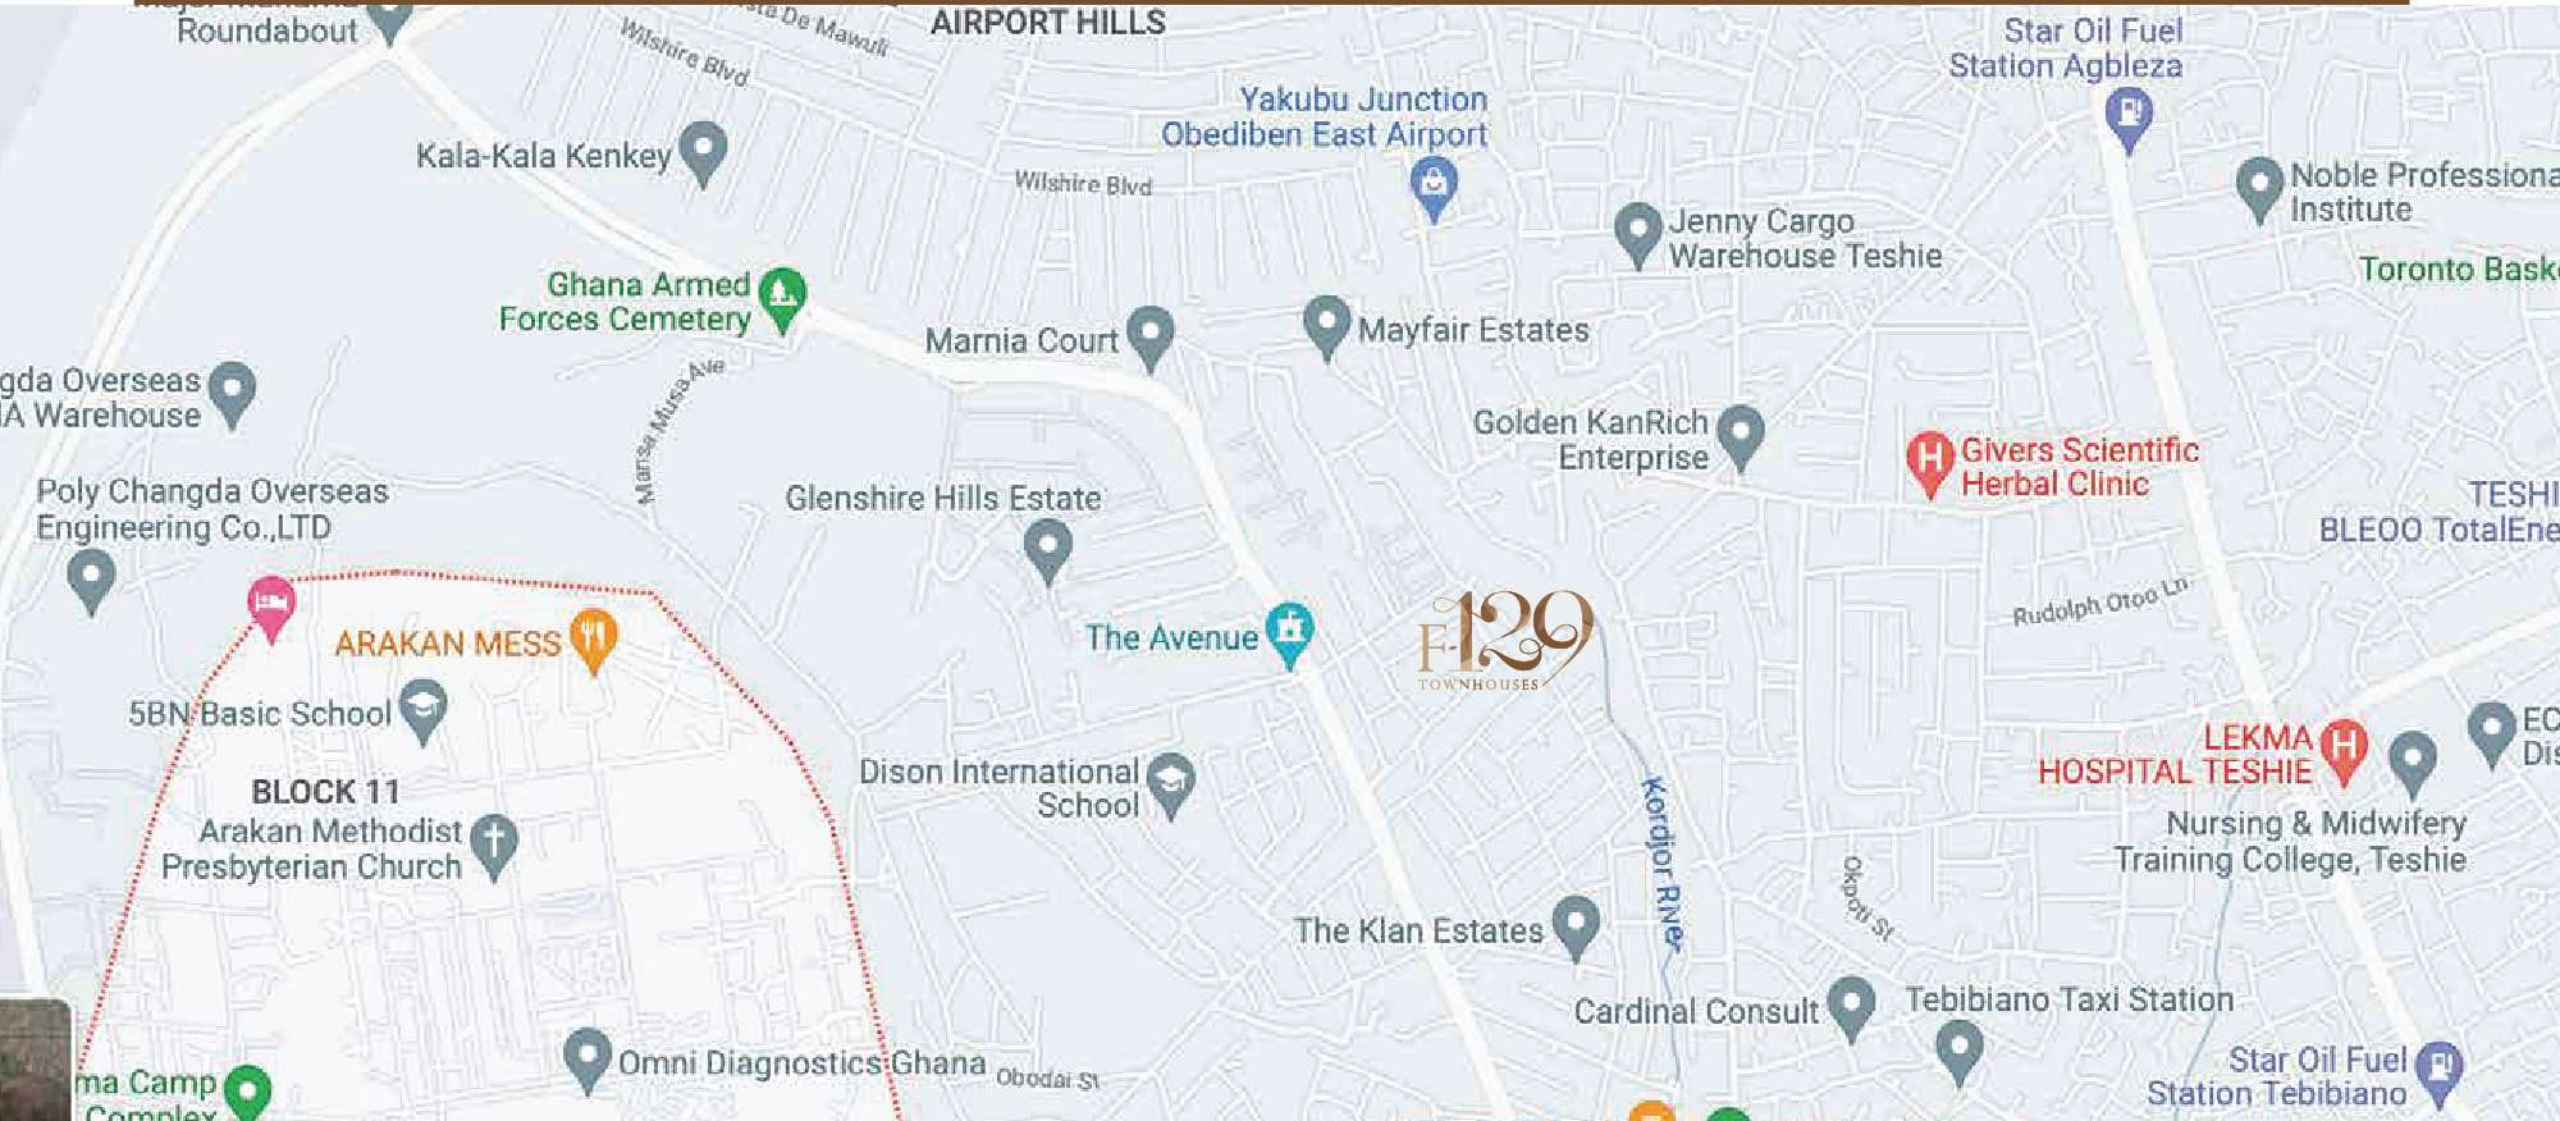 Roundabout
De Mawuli
AIRPORT HILLS
Wilshire Blvd
Star Oil Fuel
Station Agbleza
Yakubu Junction
Obediben East Airport
Kala-Kala Kenkey
Wilshire Blvd
Noble Professiona
Institute
Jenny Cargo
Warehouse Teshie
Toronto Bask
Ghana Armed
Forces Cemetery
Marnia Court
Mayfair Estates
Mansa Musa Ave
gda Overseas
Warehouse
Golden KanRich
Enterprise
Givers Scientific
Herbal Clinic
Poly Changda Overseas
Engineering Co.,LTD
Glenshire Hills Estate
TESHI
BLEOO TotalEne
Rudolph Otoo Ln
ARAKAN MESS
The Avenue
F-129
TOWNHOUSES
5BN Basic School
LEKMA
HOSPITAL TESHIE
EC
Dis
Dison International
School
Kordjor River
BLOCK 11
Arakan Methodist
Presbyterian Church
Nursing & Midwifery
Training College, Teshie
Okpoti St
The Klan Estates
Cardinal Consult
Tebibiano Taxi Station
Omni Diagnostics Ghana
Obodai St
Star Oil Fuel
Station Tebibiano
ma Camp
Complex